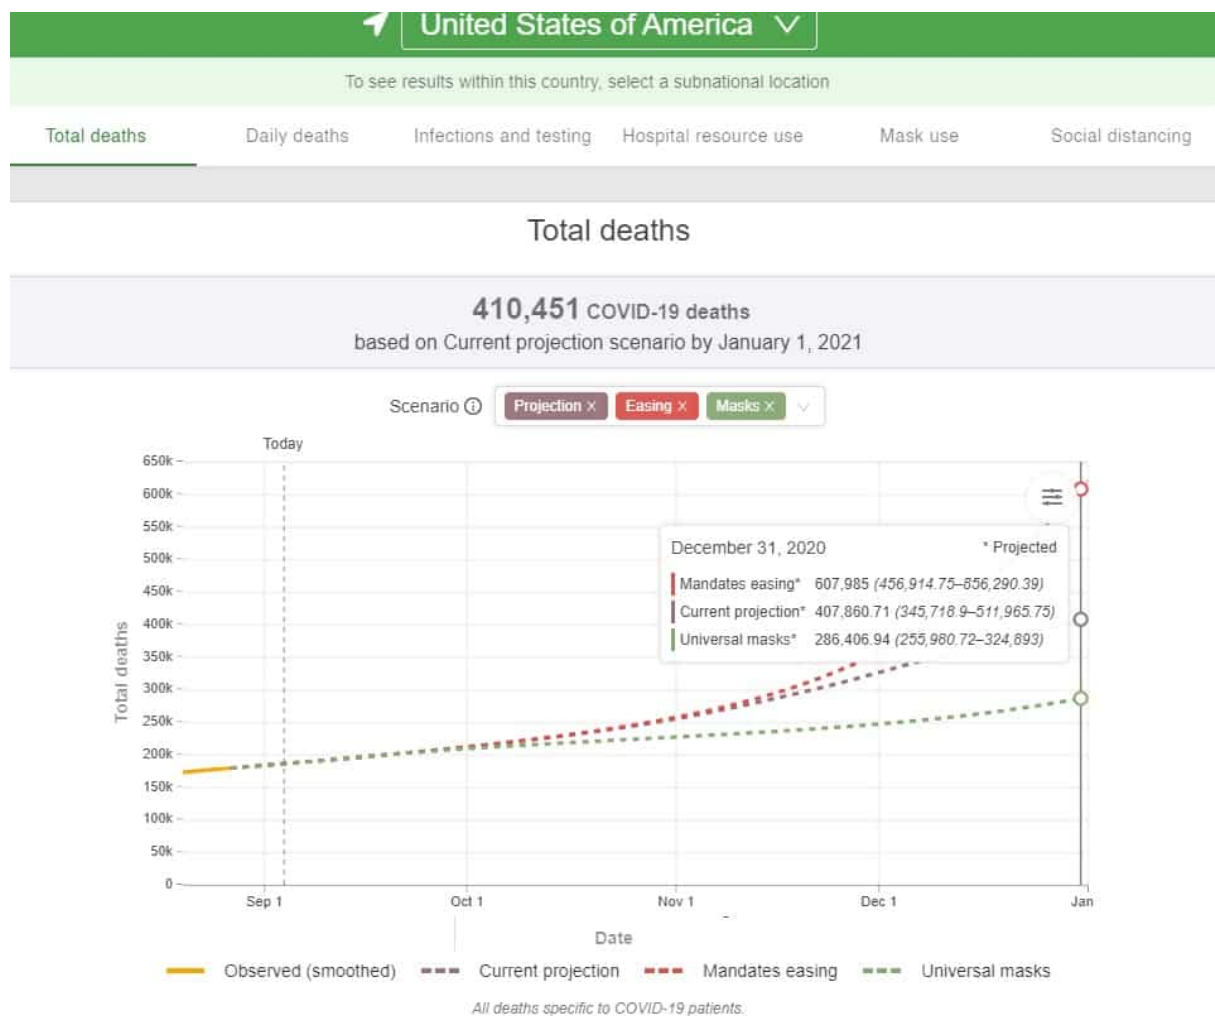 United States of America
To see results within this country, select a subnational location
Total deaths Daily deaths Infections and testing Hospital resource use Mask use Social distancing
Total deaths
410,451 COVID-19 deaths
based on Current projection scenario by January 1, 2021
Scenario Projection × Easing × Masks ×
Today
650k
600k
550k
500k
450k
400k
350k
300k
250k
200k
150k
100k
50k
0
Total deaths
December 31, 2020 * Projected
Mandates easing* 607,985 (456,914.75–856,290.39)
Current projection* 407,860.71 (345,718.9–511,965.75)
Universal masks* 286,406.94 (255,980.72–324,893)
Sep 1 Oct 1 Nov 1 Dec 1 Jan
Date
Observed (smoothed) Current projection Mandates easing Universal masks
All deaths specific to COVID-19 patients.